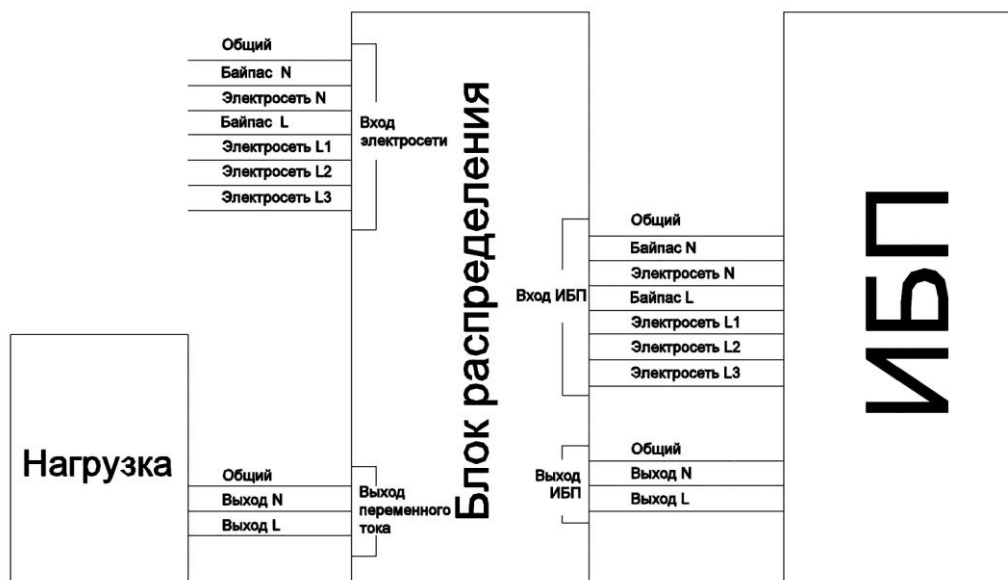 Общий
Байпас N
Электросеть N
Байпас L
Электросеть L1
Электросеть L2
Электросеть L3
Вход
электросети
Блок распределения
Общий
Байпас N
Электросеть N
Байпас L
Электросеть L1
Электросеть L2
Электросеть L3
Вход ИБП
ИБП
Нагрузка
Общий
Выход N
Выход L
Выход
переменного
тока
Выход
ИБП
Общий
Выход N
Выход L